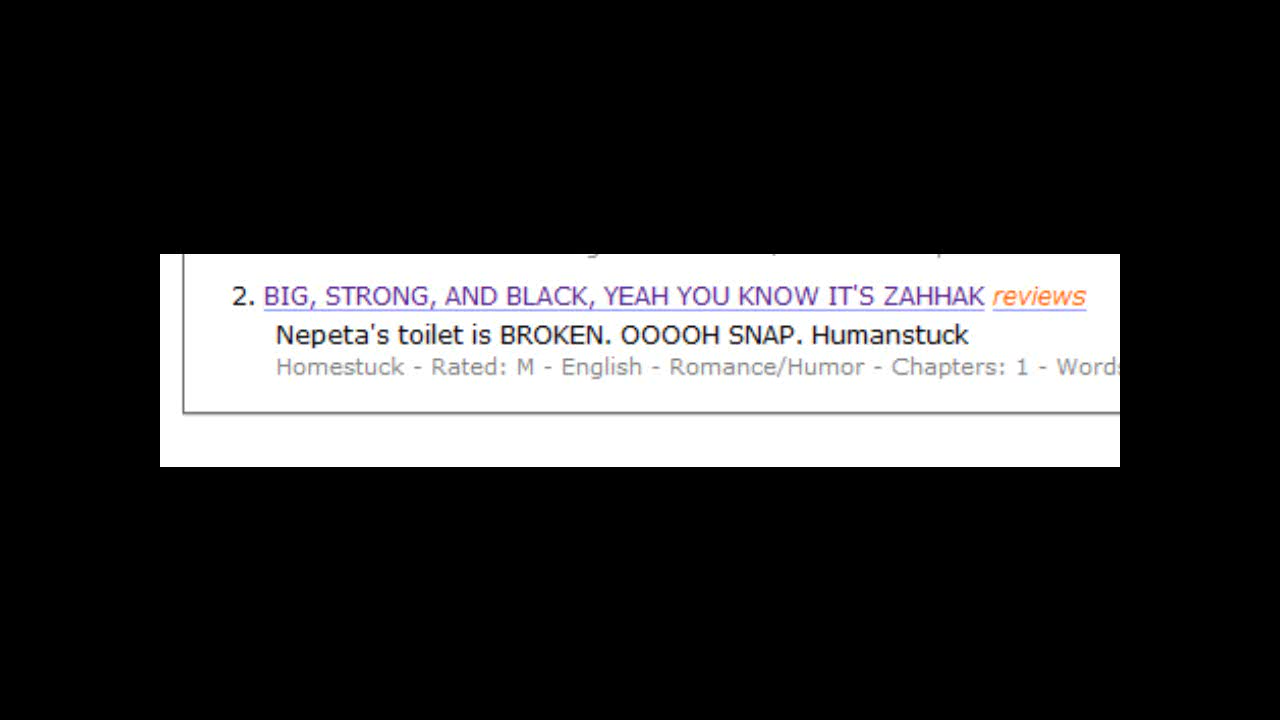 2. BIG, STRONG, AND BLACK, YEAH YOU KNOW IT'S ZAHHAK reviews
Nepeta's toilet is BROKEN. OOOOH SNAP. Humanstuck
Homestuck - Rated: M - English - Romance/Humor - Chapters: 1 - Words